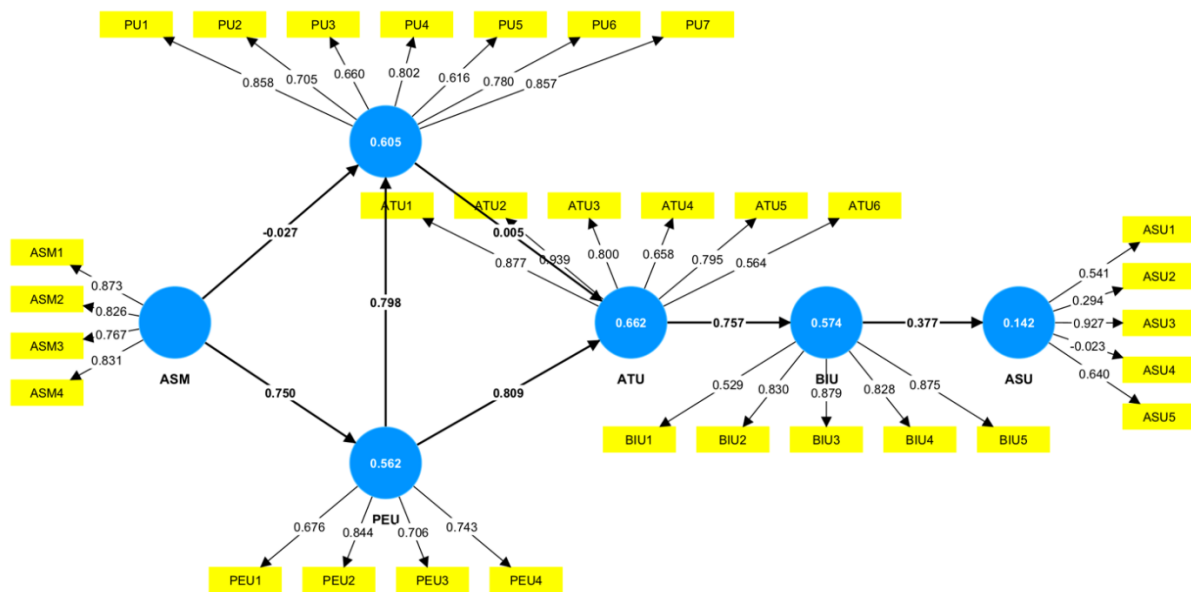 PU1 PU2 PU3 PU4 PU5 PU6 PU7
0.858 0.705 0.660 0.802 0.616 0.780 0.857
0.605
ATU1 ATU2 ATU3 ATU4 ATU5 ATU6
-0.027 0.005
0.877 0.939 0.800 0.658 0.795 0.564
ASM1
ASM2
ASM3
ASM4
0.873
0.826
0.767
0.831
ASM
0.798
0.750
0.809
0.662
ATU
0.757
0.574
BIU
0.377
0.142
ASU
0.541
0.294
0.927
-0.023
0.640
ASU1
ASU2
ASU3
ASU4
ASU5
0.529 0.830 0.879 0.828 0.875
BIU1 BIU2 BIU3 BIU4 BIU5
0.562
PEU
0.676 0.844 0.706 0.743
PEU1 PEU2 PEU3 PEU4